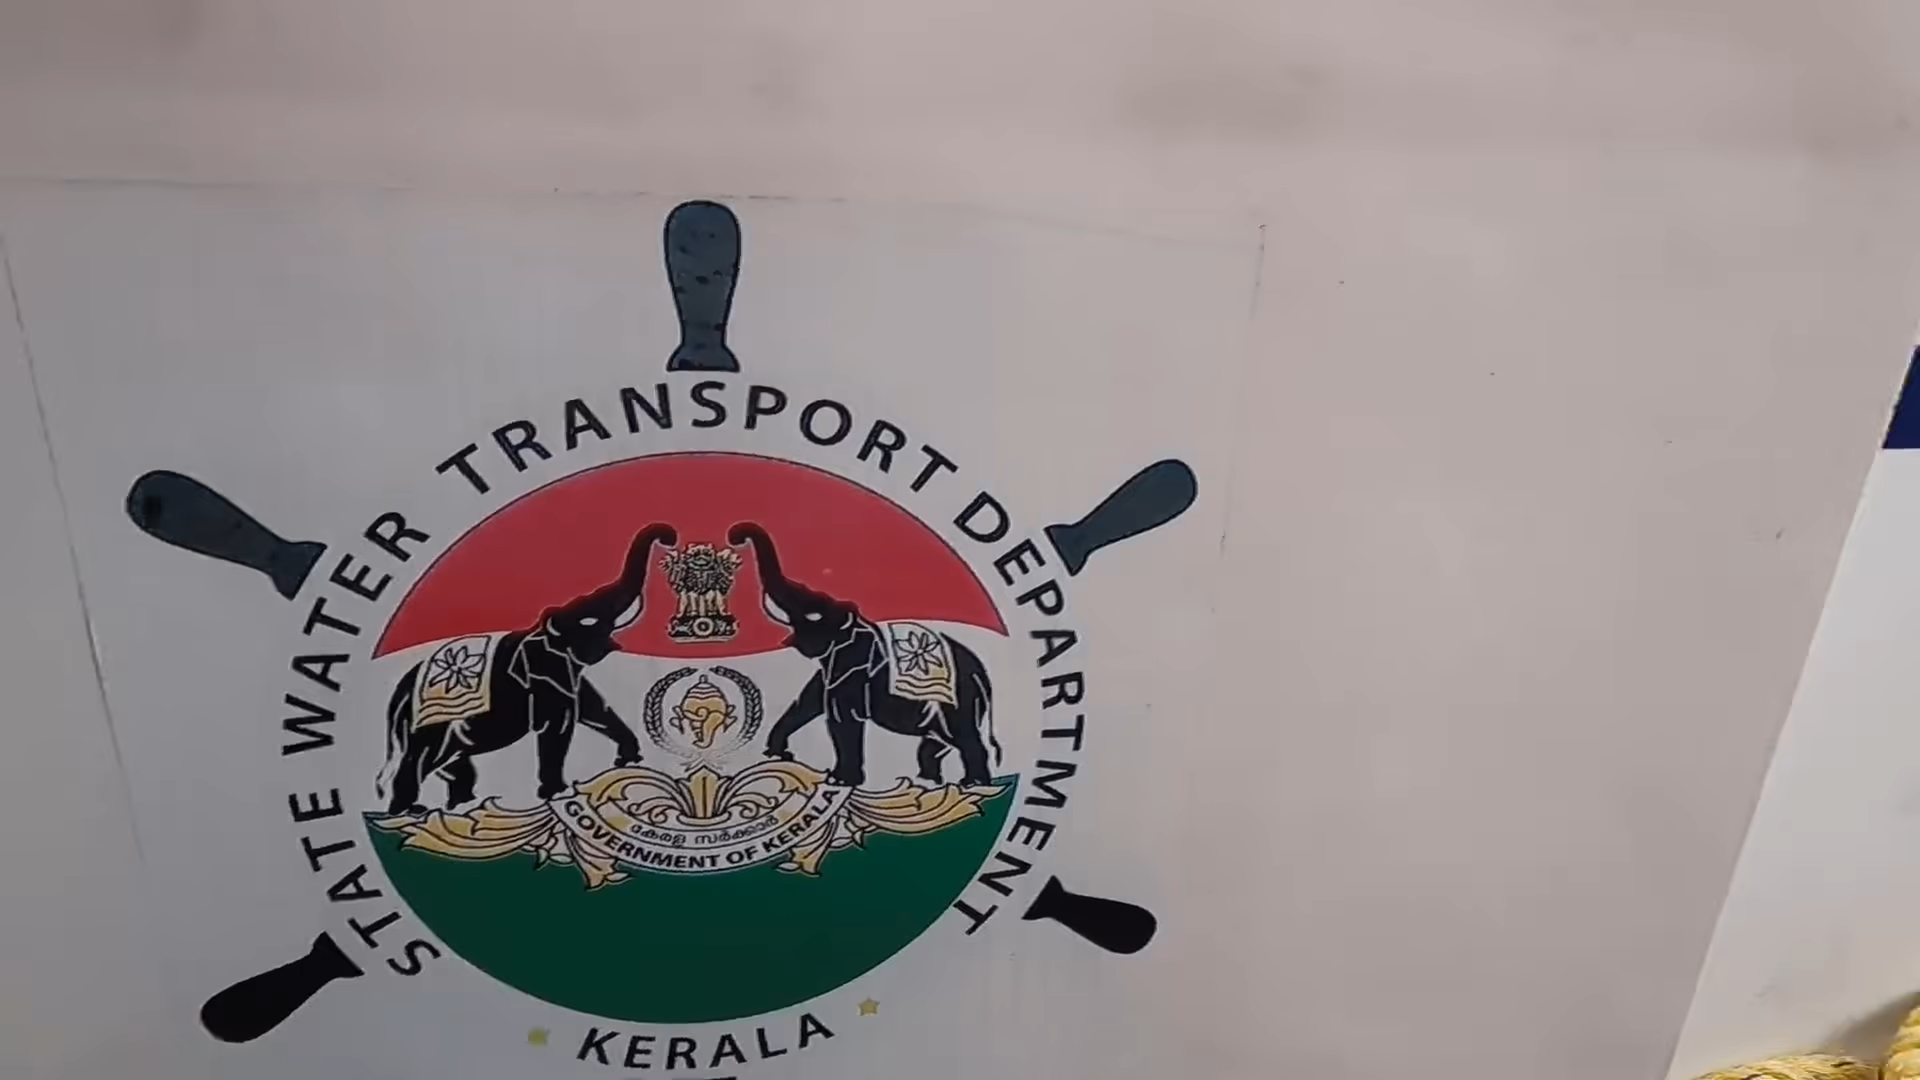 STATE WATER TRANSPORT DEPARTMENT
കേരള സർക്കാർ
GOVERNMENT OF KERALA
KERALA